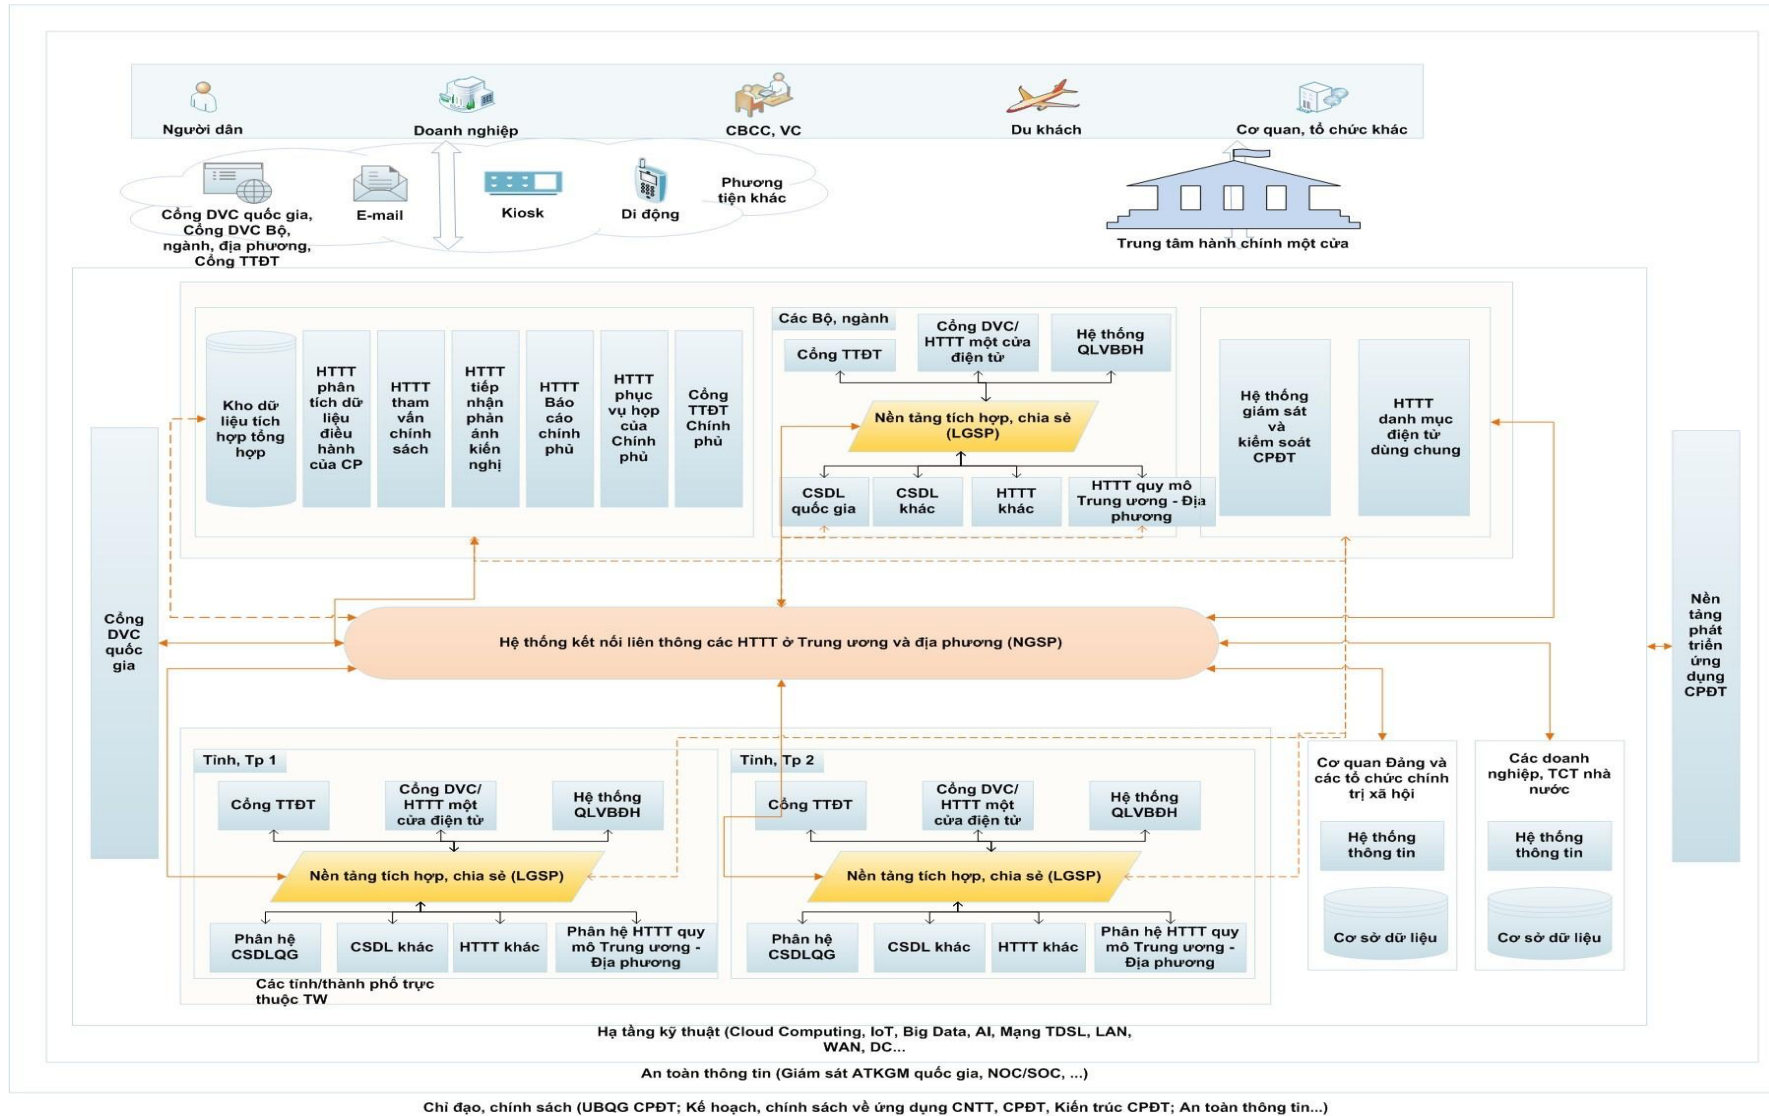 Người dân
Doanh nghiệp
CBCC, VC
Du khách
Cơ quan, tổ chức khác
Cổng DVC quốc gia,
Cổng DVC Bộ,
ngành, địa phương,
Cổng TTĐT
E-mail
Kiosk
Di động
Phương
tiện khác
Trung tâm hành chính một cửa
Cổng
DVC
quốc
gia
Kho dữ
liệu tích
hợp tổng
hợp
HTTT
phân
tích dữ
liệu
điều
hành
của CP
HTTT
tham
vấn
chính
sách
HTTT
tiếp
nhận
phản
ánh
kiến
nghị
HTTT
Báo
cáo
chính
phủ
HTTT
phục
vụ họp
của
Chính
phủ
Cổng
TTĐT
Chính
phủ
Các Bộ, ngành
Cổng TTĐT
Cổng DVC/
HTTT một cửa
điện tử
Hệ thống
QLVBĐH
Nền tảng tích hợp, chia sẻ
(LGSP)
CSDL
quốc gia
CSDL
khác
HTTT
khác
HTTT quy mô
Trung ương - Địa
phương)
Hệ thống
giám sát
và
kiểm soát
CPĐT
HTTT
danh mục
điện tử
dùng chung
Nền
tảng
phát
triển
ứng
dụng
CPĐT
Hệ thống kết nối liên thông các HTTT ở Trung ương và địa phương (NGSP)
Tỉnh, Tp 1
Cổng TTĐT
Cổng DVC/
HTTT một
cửa điện tử
Hệ thống
QLVBĐH
Nền tảng tích hợp, chia sẻ (LGSP)
Phân hệ
CSDLQG
CSDL khác
HTTT khác
Phân hệ HTTT quy
mô Trung ương -
Địa phương)
Các tỉnh/thành phố trực
thuộc TW
Tỉnh, Tp 2
Cổng TTĐT
Cổng DVC/
HTTT một
cửa điện tử
Hệ thống
QLVBĐH
Nền tảng tích hợp, chia sẻ (LGSP)
Phân hệ
CSDLQG
CSDL khác
HTTT khác
Phân hệ HTTT quy
mô Trung ương -
Địa phương)
Cơ quan Đảng và
các tổ chức chính
trị xã hội
Hệ thống
thông tin
Cơ sở dữ liệu
Các doanh
nghiệp, TCT nhà
nước
Hệ thống
thông tin
Cơ sở dữ liệu
Hạ tầng kỹ thuật (Cloud Computing, IoT, Big Data, AI, Mạng TDSL, LAN,
WAN, DC...
An toàn thông tin (Giám sát ATKGM quốc gia, NOC/SOC, ...)
Chỉ đạo, chính sách (UBQG CPĐT; Kế hoạch, chính sách về ứng dụng CNTT, CPĐT, Kiến trúc CPĐT; An toàn thông tin...)